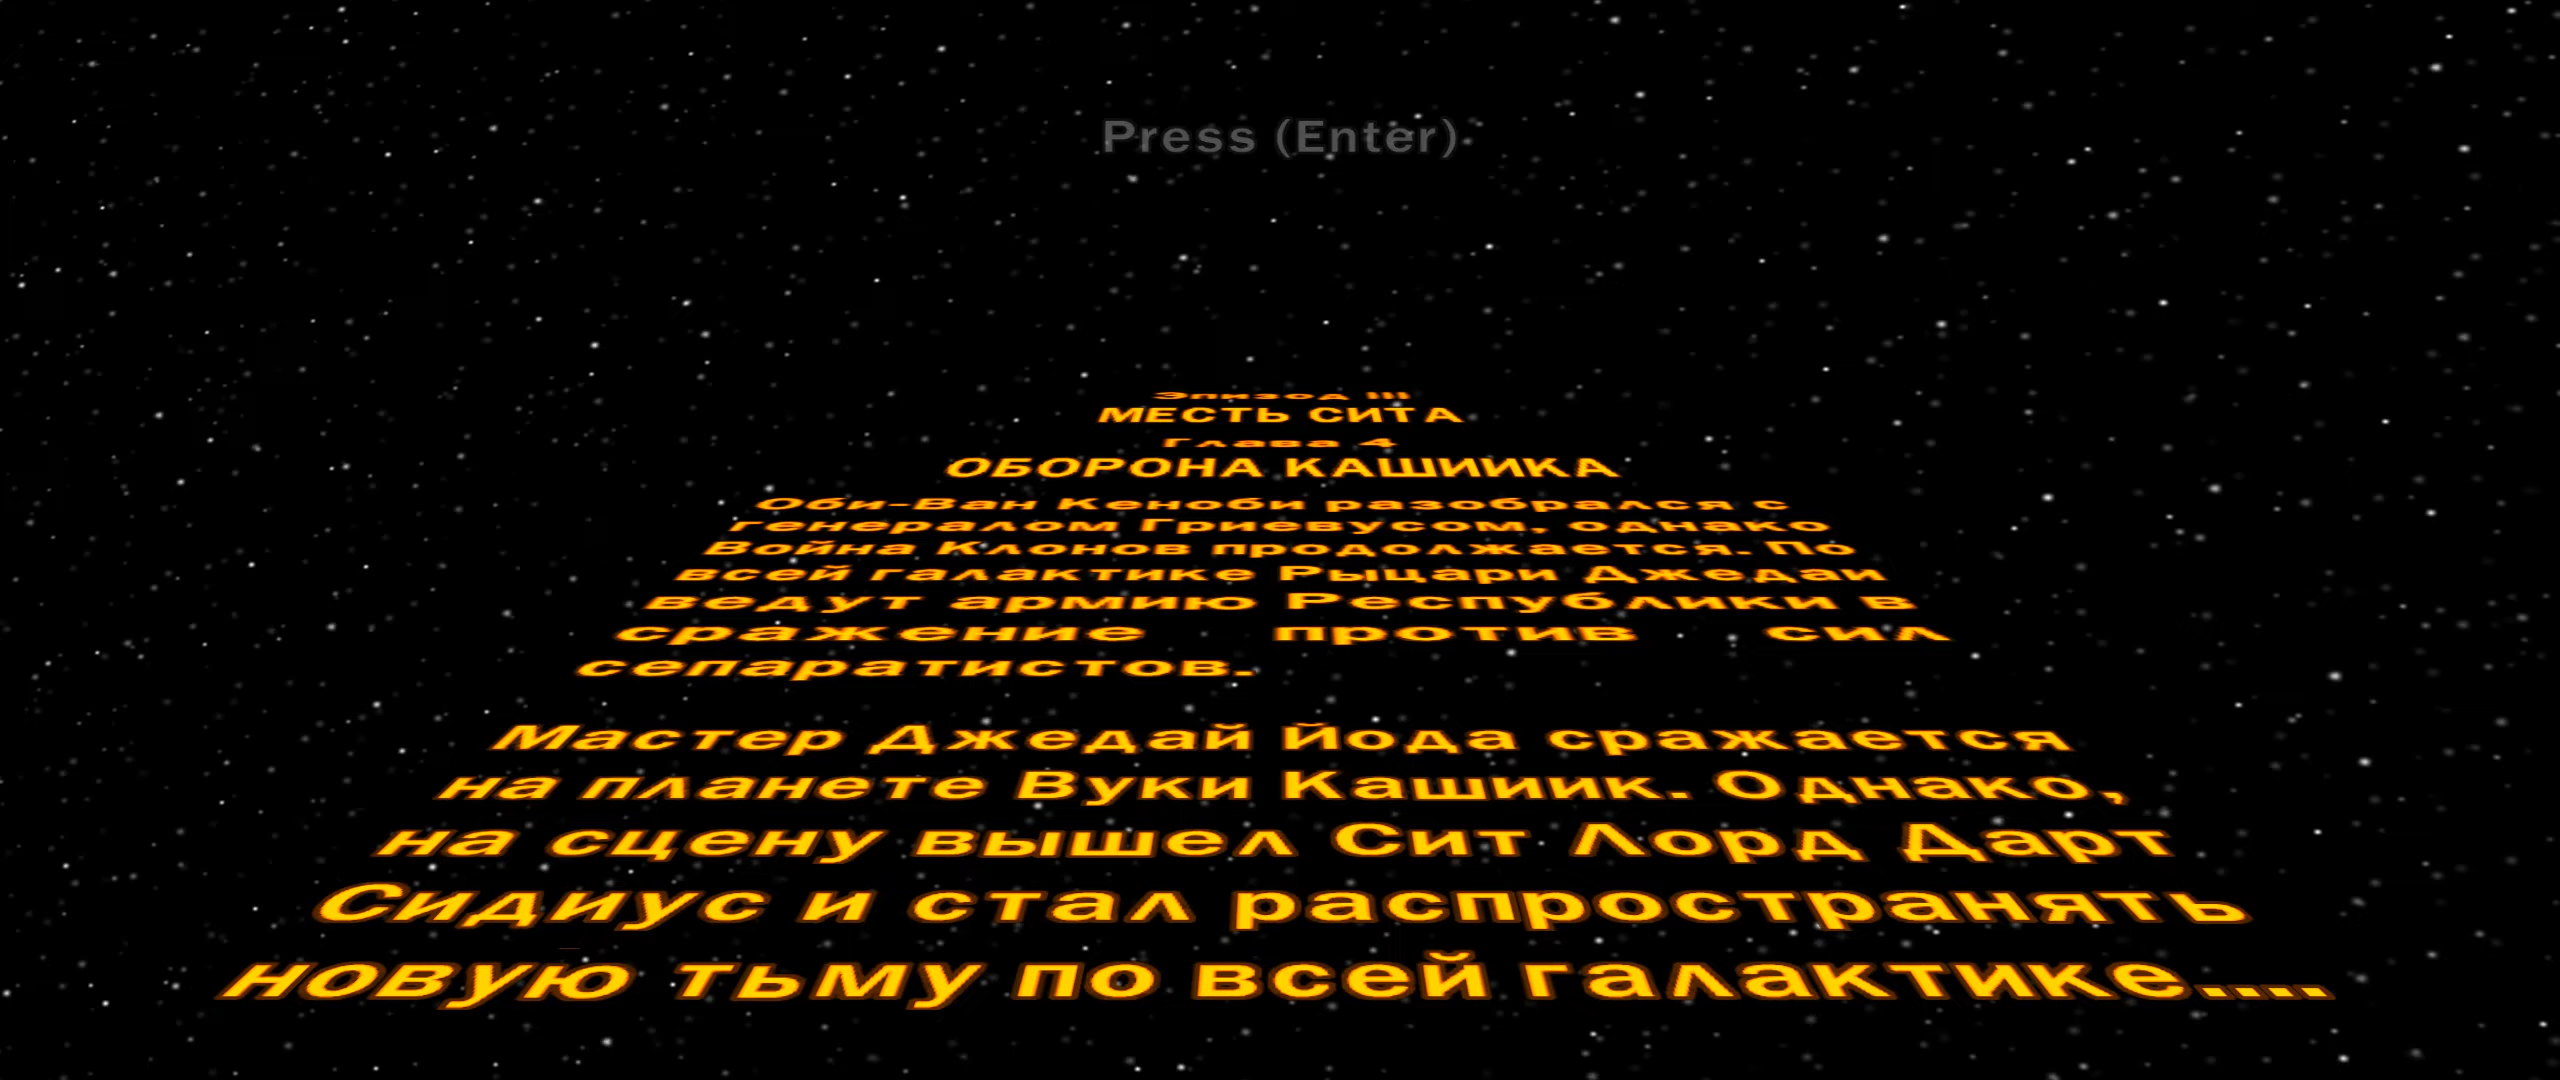 Press (Enter)
Эпизод III
МЕСТЬ СИТА
Глава 4
ОБОРОНА КАШИИКА
Оби-Ван Кеноби разобрался с
генералом Гриевусом, однако
Война Клонов продолжается. По
всей галактике Рыцари Джедаи
ведут армию Республики в
сражение против сил
сепаратистов.
Мастер Джедай Йода сражается
на планете Вуки Кашиик. Однако,
на сцену вышел Сит Лорд Дарт
Сидиус и стал распространять
новую тьму по всей галактике....